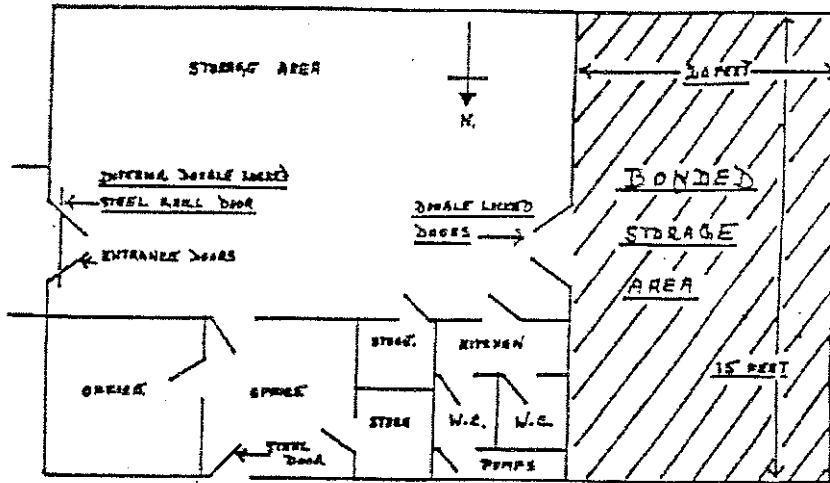 STORAGE AREA
N.
INTERNAL DOUBLE LOCKED
STEEL ROLL DOOR
ENTRANCE DOORS
DOUBLE LOCKED
DOORS
FEET
BONDED
STORAGE
AREA
15 FEET
OFFICE
OFFICE
STEEL
DOOR
STORE
STORE
KITCHEN
W.C.
W.C.
PUMPS